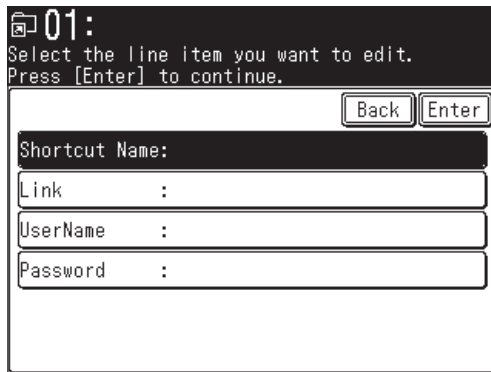 01:
Select the line item you want to edit.
Press [Enter] to continue.
Back Enter
Shortcut Name:
Link :
UserName :
Password :